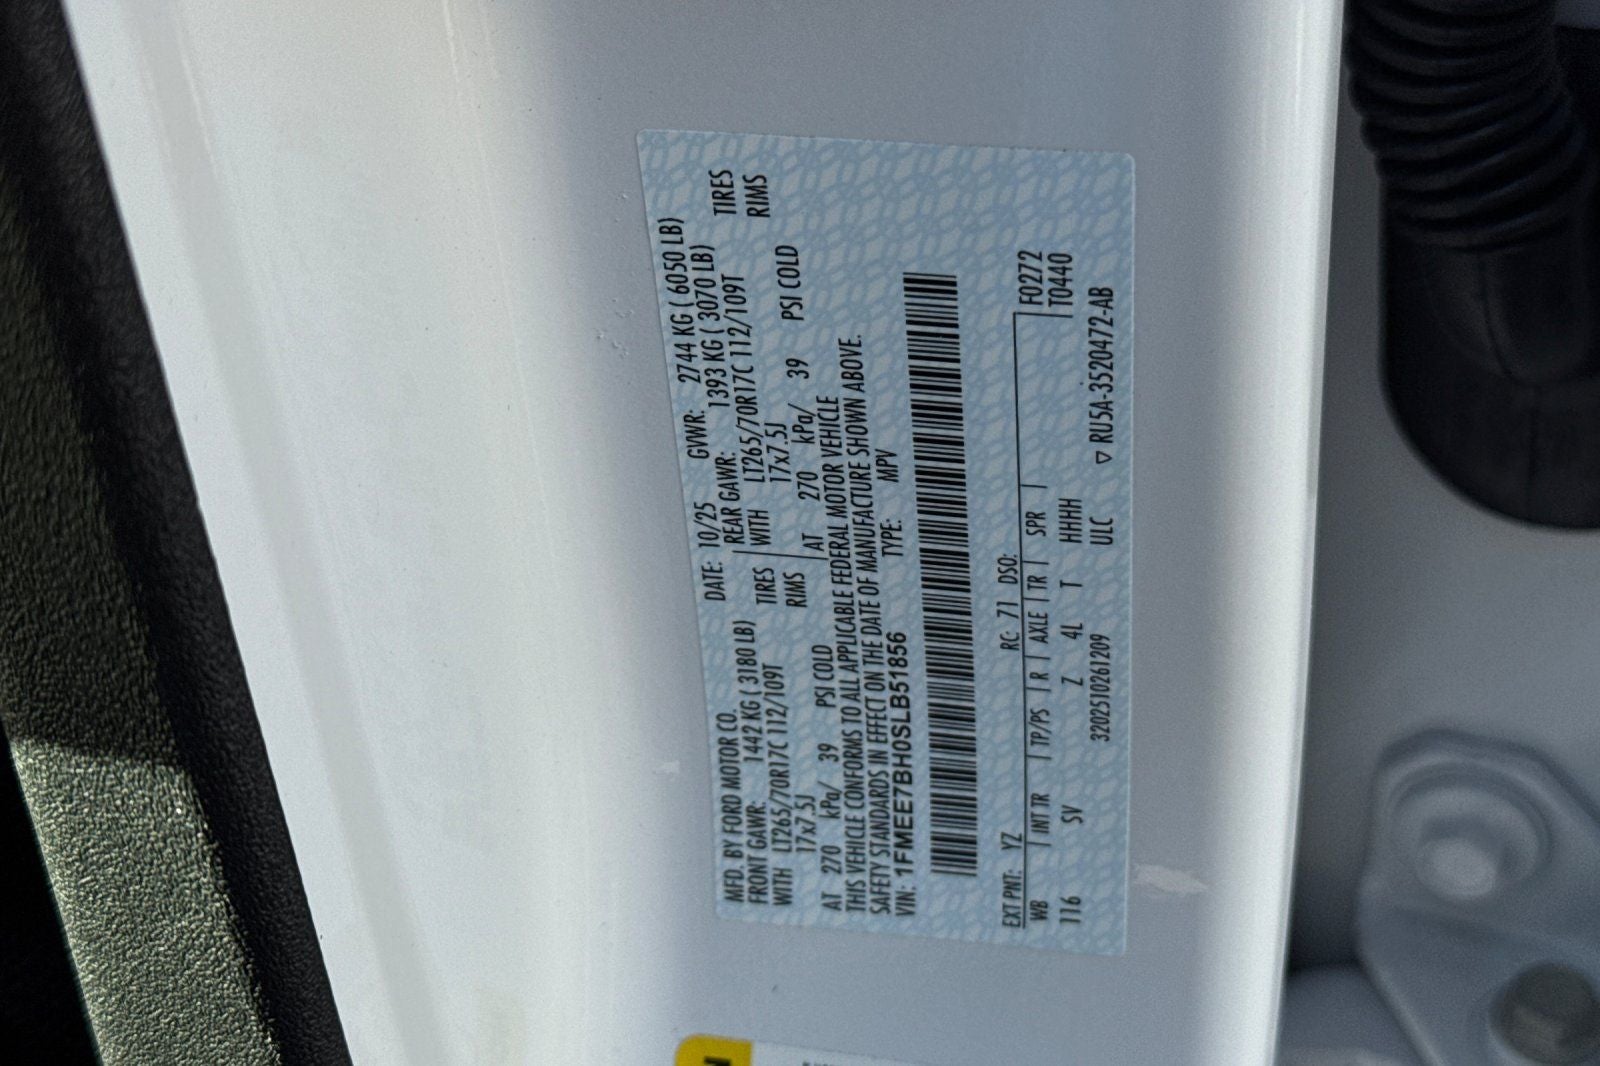 MFD. BY FORD MOTOR CO.
DATE: 10/25 GVWR: 2744 KG ( 6050 LB)
FRONT GAWR: 1442 KG ( 3180 LB) REAR GAWR: 1393 KG ( 3070 LB)
WITH LT265/70R17C 112/109T TIRES WITH LT265/70R17C 112/109T TIRES
17x7.5J RIMS 17x7.5J RIMS
AT 270 kPa/ 39 PSI COLD AT 270 kPa/ 39 PSI COLD
THIS VEHICLE CONFORMS TO ALL APPLICABLE FEDERAL MOTOR VEHICLE
SAFETY STANDARDS IN EFFECT ON THE DATE OF MANUFACTURE SHOWN ABOVE.
VIN: 1FMEE7BH0SLB51856 TYPE: MPV
EXT PNT: YZ RC: 71 DSO: F0272
WB INT TR TP/PS R AXLE TR SPR T0440
116 SV Z 4L T HHHH
3202510261209 ULC ▽ RU5A-3520472-AB